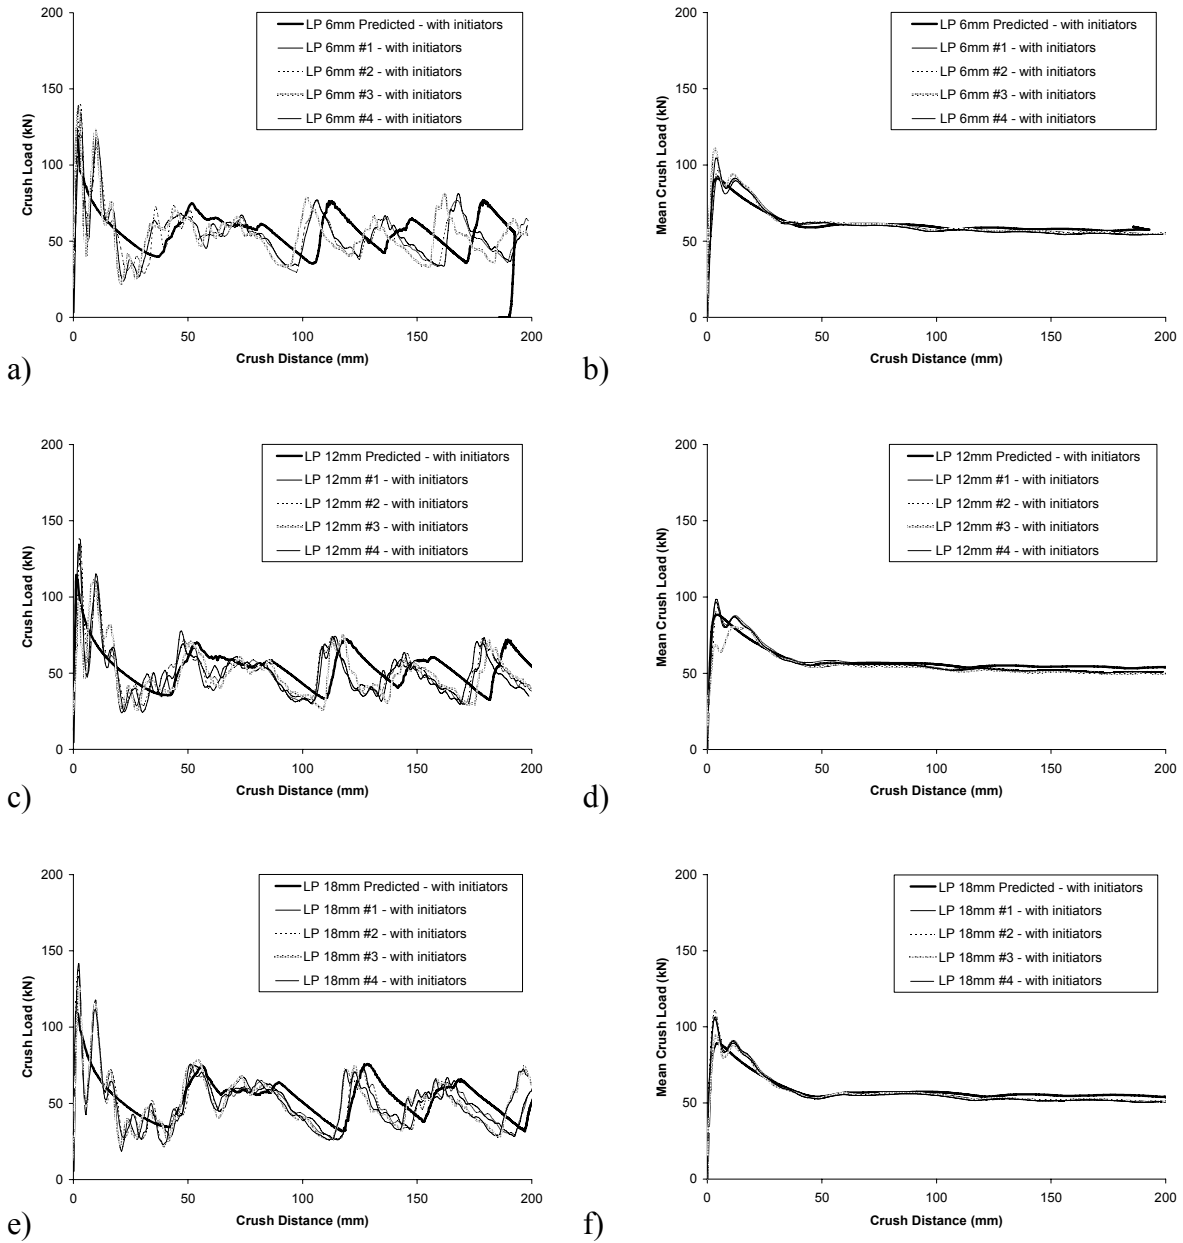 200
150
100
50
0
Crush Load (kN)
LP 6mm Predicted - with initiators
LP 6mm #1 - with initiators
LP 6mm #2 - with initiators
LP 6mm #3 - with initiators
LP 6mm #4 - with initiators
0 50 100 150 200
Crush Distance (mm)
a)
200
150
100
50
0
Mean Crush Load (kN)
LP 6mm Predicted - with initiators
LP 6mm #1 - with initiators
LP 6mm #2 - with initiators
LP 6mm #3 - with initiators
LP 6mm #4 - with initiators
0 50 100 150 200
Crush Distance (mm)
b)
200
150
100
50
0
Crush Load (kN)
LP 12mm Predicted - with initiators
LP 12mm #1 - with initiators
LP 12mm #2 - with initiators
LP 12mm #3 - with initiators
LP 12mm #4 - with initiators
0 50 100 150 200
Crush Distance (mm)
c)
200
150
100
50
0
Mean Crush Load (kN)
LP 12mm Predicted - with initiators
LP 12mm #1 - with initiators
LP 12mm #2 - with initiators
LP 12mm #3 - with initiators
LP 12mm #4 - with initiators
0 50 100 150 200
Crush Distance (mm)
d)
200
150
100
50
0
Crush Load (kN)
LP 18mm Predicted - with initiators
LP 18mm #1 - with initiators
LP 18mm #2 - with initiators
LP 18mm #3 - with initiators
LP 18mm #4 - with initiators
0 50 100 150 200
Crush Distance (mm)
e)
200
150
100
50
0
Mean Crush Load (kN)
LP 18mm Predicted - with initiators
LP 18mm #1 - with initiators
LP 18mm #2 - with initiators
LP 18mm #3 - with initiators
LP 18mm #4 - with initiators
0 50 100 150 200
Crush Distance (mm)
f)